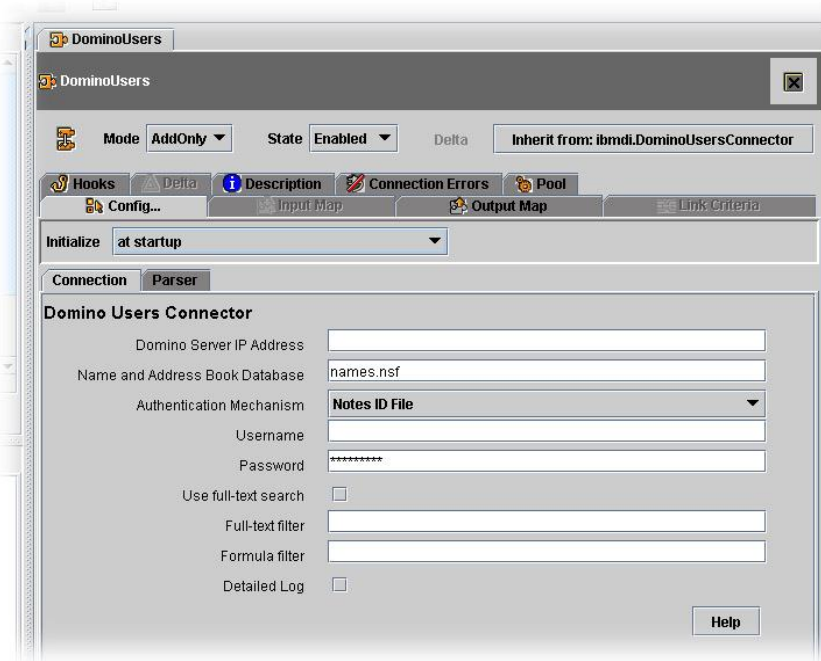 DominoUsers
DominoUsers
Mode AddOnly State Enabled Delta Inherit from: ibmdi.DominoUsersConnector
Hooks Delta Description Connection Errors Pool
Config... Input Map Output Map Link Criteria
Initialize at startup
Connection Parser
Domino Users Connector
Domino Server IP Address
Name and Address Book Database names.nsf
Authentication Mechanism Notes ID File
Username
Password *********
Use full-text search
Full-text filter
Formula filter
Detailed Log
Help